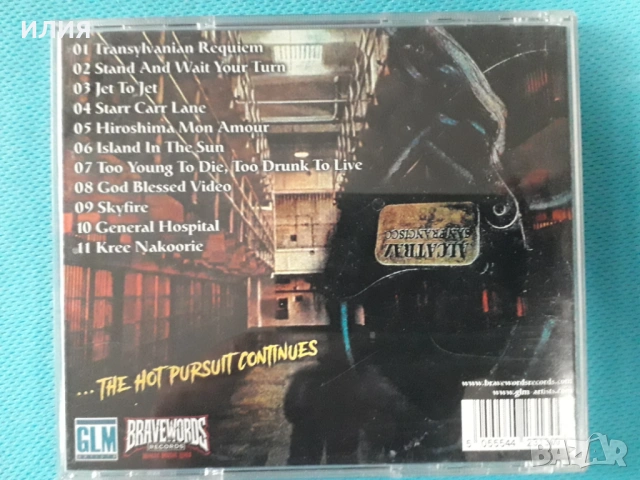 илия
01 Transylvanian Requiem
02 Stand And Wait Your Turn
03 Jet To Jet
04 Starr Carr Lane
05 Hiroshima Mon Amour
06 Island In The Sun
07 Too Young To Die, Too Drunk To Live
08 God Blessed Video
09 Skyfire
10 General Hospital
11 Kree Nakoorie
ALCATRAZ
SAN FRANCISCO
...THE HOT PURSUIT CONTINUES
www.bravewordsrecords.com
GLM
BRAVEWORDS
RECORDS
5 055544
BAZAR